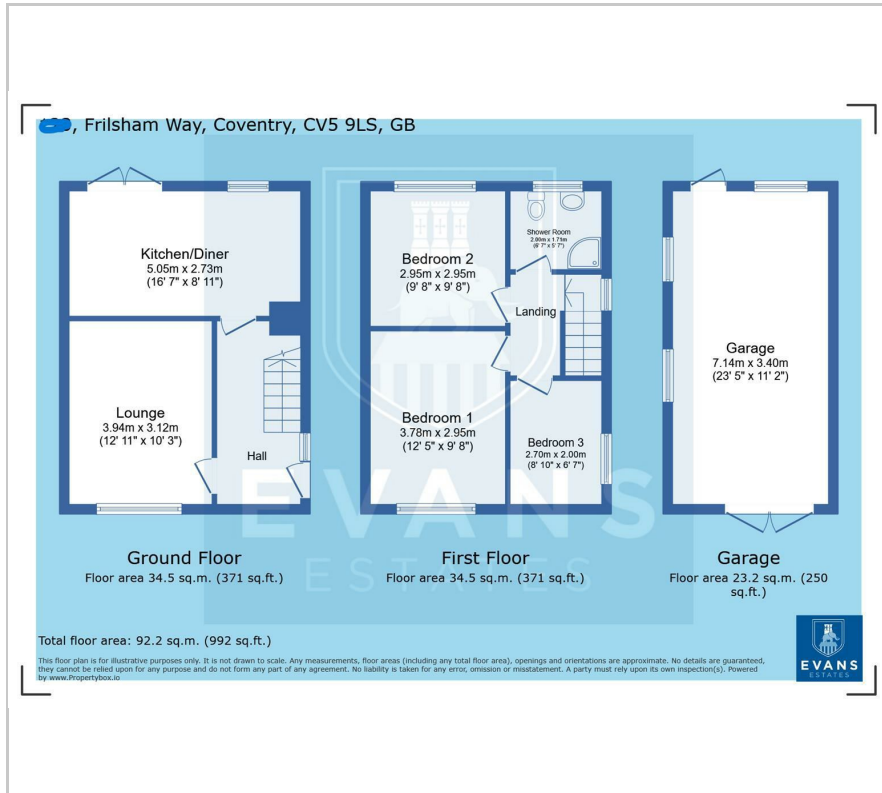 , Frilsham Way, Coventry, CV5 9LS, GB
Kitchen/Diner
5.05m x 2.73m
(16' 7" x 8' 11")
Lounge
3.94m x 3.12m
(12' 11" x 10' 3")
Hall
Ground Floor
Floor area 34.5 sq.m. (371 sq.ft.)
Bedroom 2
2.95m x 2.95m
(9' 8" x 9' 8")
Shower Room
2.00m x 1.71m
(6' 7" x 5' 7")
Landing
Bedroom 1
3.78m x 2.95m
(12' 5" x 9' 8")
Bedroom 3
2.70m x 2.00m
(8' 10" x 6' 7")
First Floor
Floor area 34.5 sq.m. (371 sq.ft.)
Garage
7.14m x 3.40m
(23' 5" x 11' 2")
Garage
Floor area 23.2 sq.m. (250
sq.ft.)
EVANS
ESTATES
Total floor area: 92.2 sq.m. (992 sq.ft.)
This floor plan is for illustrative purposes only. It is not drawn to scale. Any measurements, floor areas (including any total floor area), openings and orientations are approximate. No details are guaranteed,
they cannot be relied upon for any purpose and do not form any part of any agreement. No liability is taken for any error, omission or misstatement. A party must rely upon its own inspection(s). Powered
by www.Propertybox.io
EVANS
ESTATES